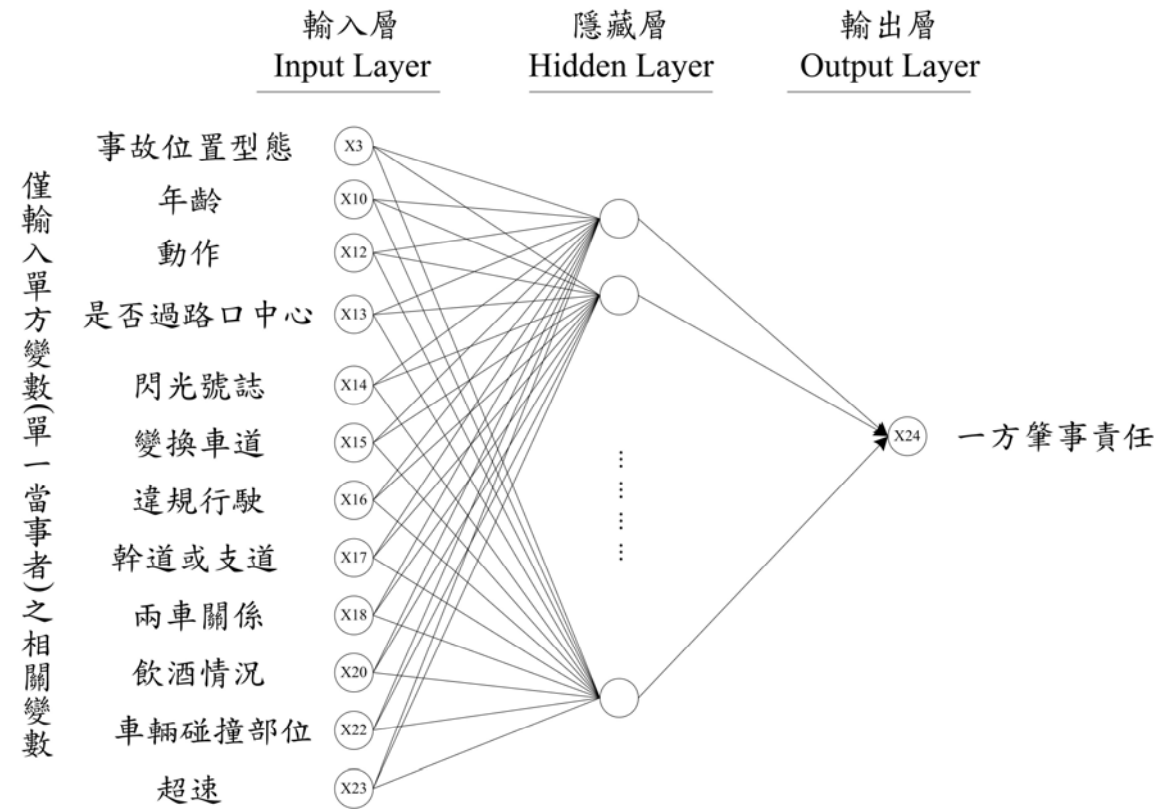 輸入層
Input Layer
隱藏層
Hidden Layer
輸出層
Output Layer
僅輸入單方變數(單一當事者)之相關變數
事故位置型態
X3
年齡
X10
動作
X12
是否過路口中心
X13
閃光號誌
X14
變換車道
X15
違規行駛
X16
幹道或支道
X17
兩車關係
X18
飲酒情況
X20
車輛碰撞部位
X22
超速
X23
X24
一方肇事責任